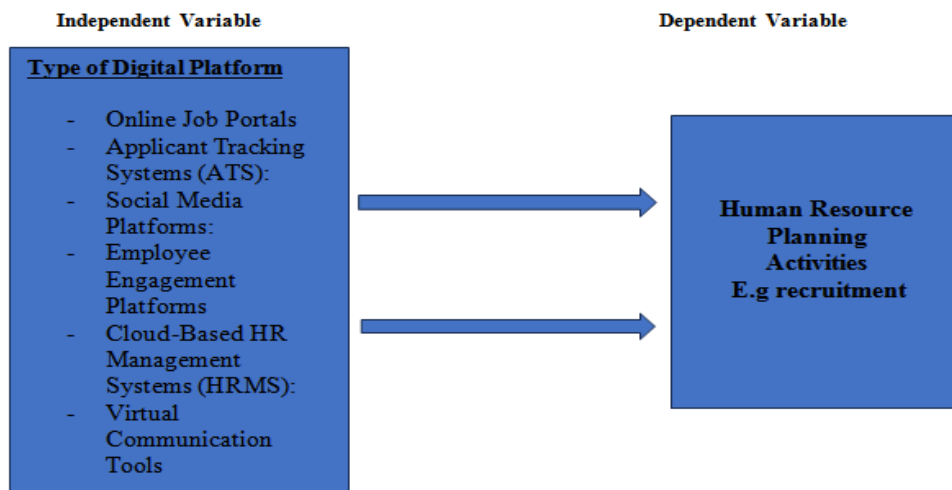 Independent Variable
Dependent Variable
Type of Digital Platform
- Online Job Portals
- Applicant Tracking
Systems (ATS):
- Social Media
Platforms:
- Employee
Engagement
Platforms
- Cloud-Based HR
Management
Systems (HRMS):
- Virtual
Communication
Tools
Human Resource
Planning
Activities
E.g recruitment